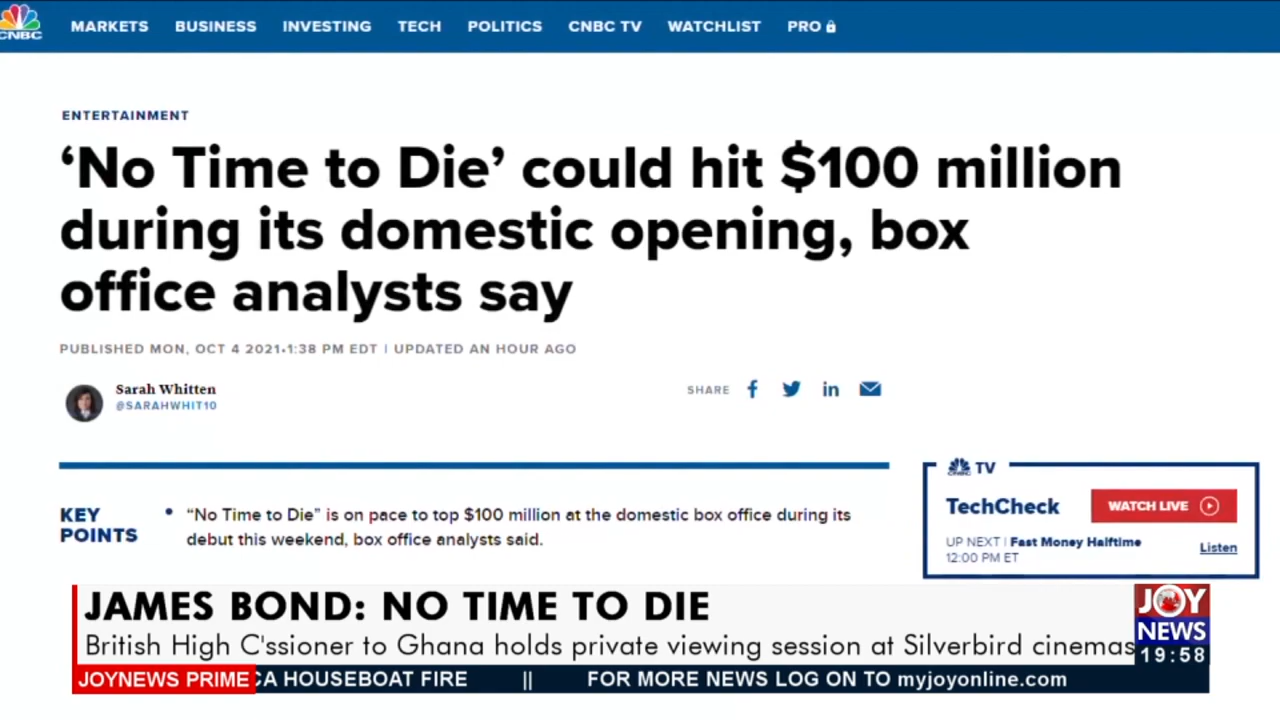 CNBC
MARKETS BUSINESS INVESTING TECH POLITICS CNBC TV WATCHLIST PRO
ENTERTAINMENT
‘No Time to Die’ could hit $100 million
during its domestic opening, box
office analysts say
PUBLISHED MON, OCT 4 2021•1:38 PM EDT | UPDATED AN HOUR AGO
Sarah Whitten
@SARAHWHIT10
SHARE
KEY
POINTS
• “No Time to Die” is on pace to top $100 million at the domestic box office during its
debut this weekend, box office analysts said.
TV
TechCheck
WATCH LIVE
UP NEXT | Fast Money Halftime
12:00 PM ET
Listen
JAMES BOND: NO TIME TO DIE
British High C'ssioner to Ghana holds private viewing session at Silverbird cinemas
JOY
NEWS
19:58
JOYNEWS PRIME CA HOUSEBOAT FIRE || FOR MORE NEWS LOG ON TO myjoyonline.com